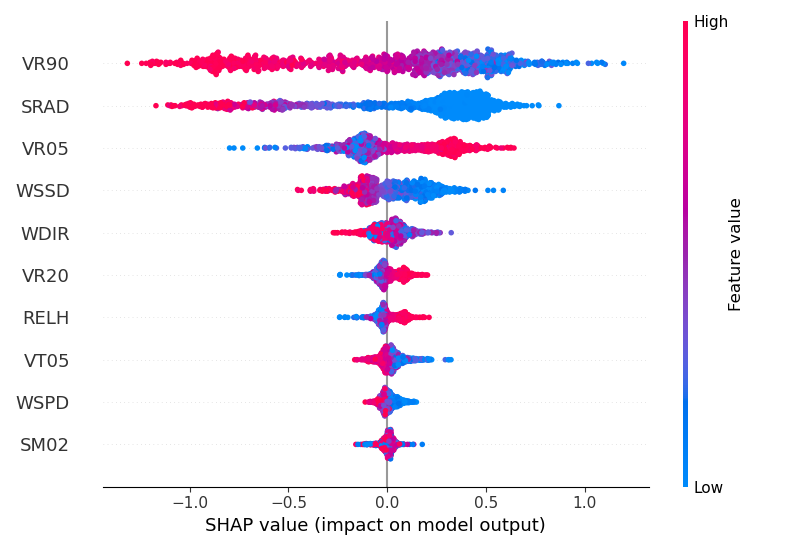 High
VR90
SRAD
VR05
WSSD
WDIR
VR20
RELH
VT05
WSPD
SM02
Feature value
Low
−1.0 −0.5 0.0 0.5 1.0
SHAP value (impact on model output)